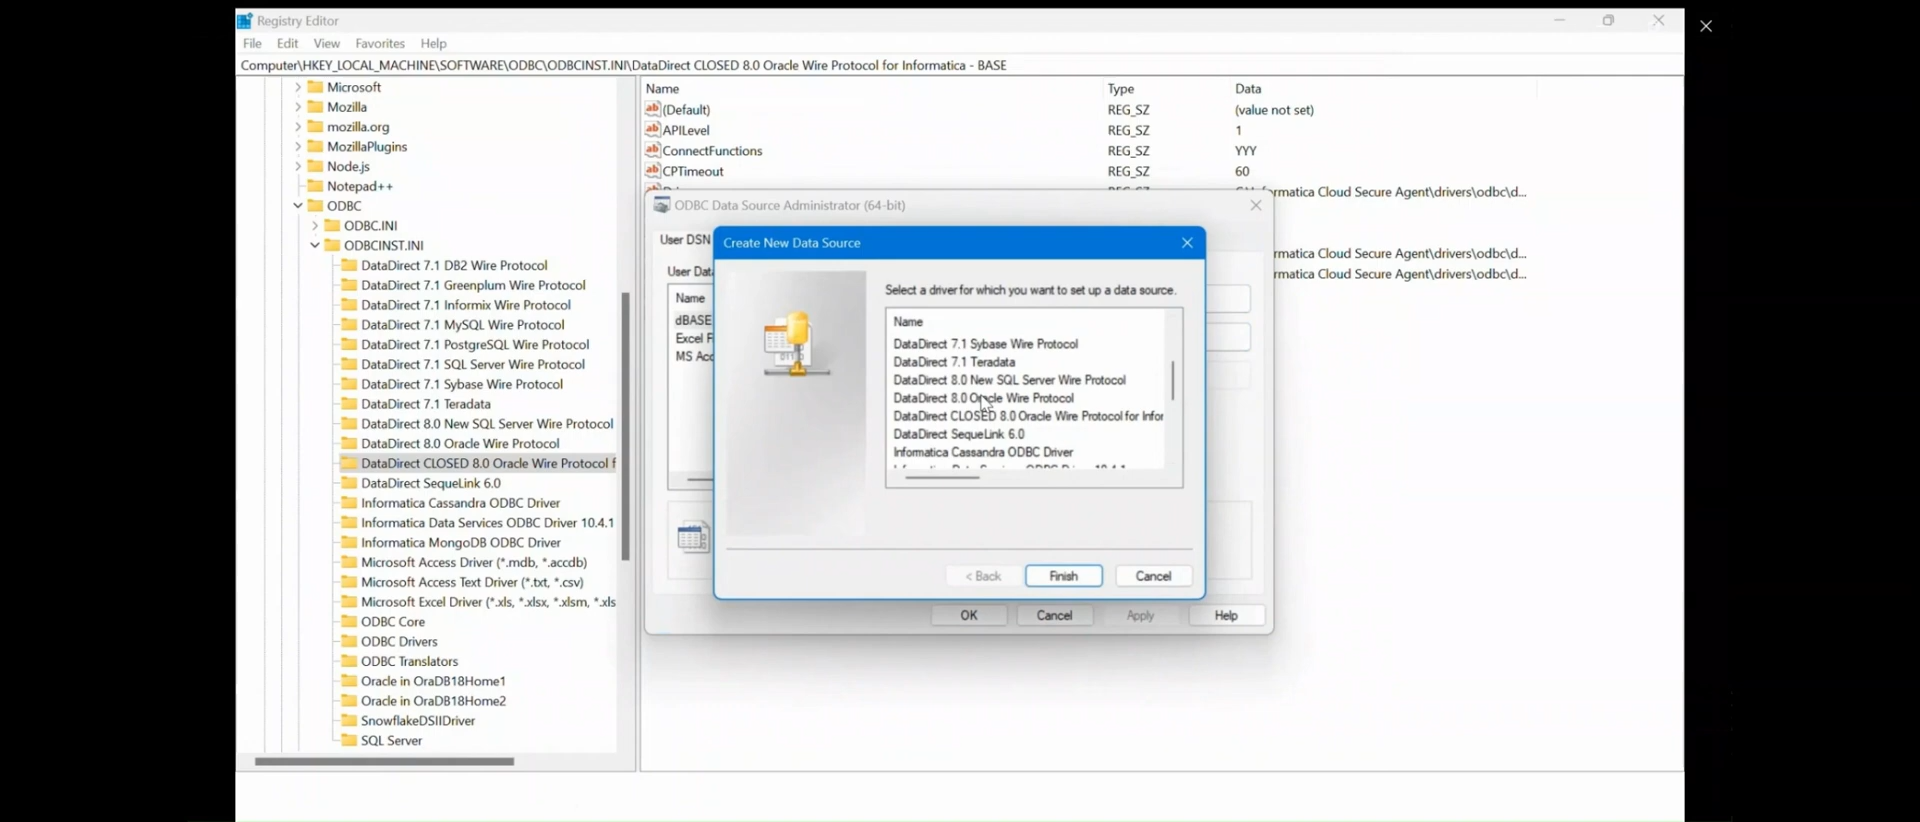 Registry Editor
File Edit View Favorites Help
Computer\HKEY_LOCAL_MACHINE\SOFTWARE\ODBC\ODBCINST.INI\DataDirect CLOSED 8.0 Oracle Wire Protocol for Informatica - BASE
Microsoft
Mozilla
mozilla.org
MozillaPlugins
Node.js
Notepad++
ODBC
ODBC.INI
ODBCINST.INI
DataDirect 7.1 DB2 Wire Protocol
DataDirect 7.1 Greenplum Wire Protocol
DataDirect 7.1 Informix Wire Protocol
DataDirect 7.1 MySQL Wire Protocol
DataDirect 7.1 PostgreSQL Wire Protocol
DataDirect 7.1 SQL Server Wire Protocol
DataDirect 7.1 Sybase Wire Protocol
DataDirect 7.1 Teradata
DataDirect 8.0 New SQL Server Wire Protocol
DataDirect 8.0 Oracle Wire Protocol
DataDirect CLOSED 8.0 Oracle Wire Protocol f
DataDirect SequeLink 6.0
Informatica Cassandra ODBC Driver
Informatica Data Services ODBC Driver 10.4.1
Informatica MongoDB ODBC Driver
Microsoft Access Driver (*.mdb, *.accdb)
Microsoft Access Text Driver (*.txt, *.csv)
Microsoft Excel Driver (*.xls, *.xlsx, *.xlsm, *.xls
ODBC Core
ODBC Drivers
ODBC Translators
Oracle in OraDB18Home1
Oracle in OraDB18Home2
SnowflakeDSIIDriver
SQL Server
Name Type Data
(Default) REG_SZ (value not set)
APILevel REG_SZ 1
ConnectFunctions REG_SZ YYY
CPTimeout REG_SZ 60
rmatica Cloud Secure Agent\drivers\odbc\d...
rmatica Cloud Secure Agent\drivers\odbc\d...
rmatica Cloud Secure Agent\drivers\odbc\d...
ODBC Data Source Administrator (64-bit)
User DSN
User Dat
Name
dBASE
Excel F
MS Acc
Create New Data Source
Select a driver for which you want to set up a data source.
Name
DataDirect 7.1 Sybase Wire Protocol
DataDirect 7.1 Teradata
DataDirect 8.0 New SQL Server Wire Protocol
DataDirect 8.0 Oracle Wire Protocol
DataDirect CLOSED 8.0 Oracle Wire Protocol for Infor
DataDirect SequeLink 6.0
Informatica Cassandra ODBC Driver
< Back Finish Cancel
OK Cancel Apply Help